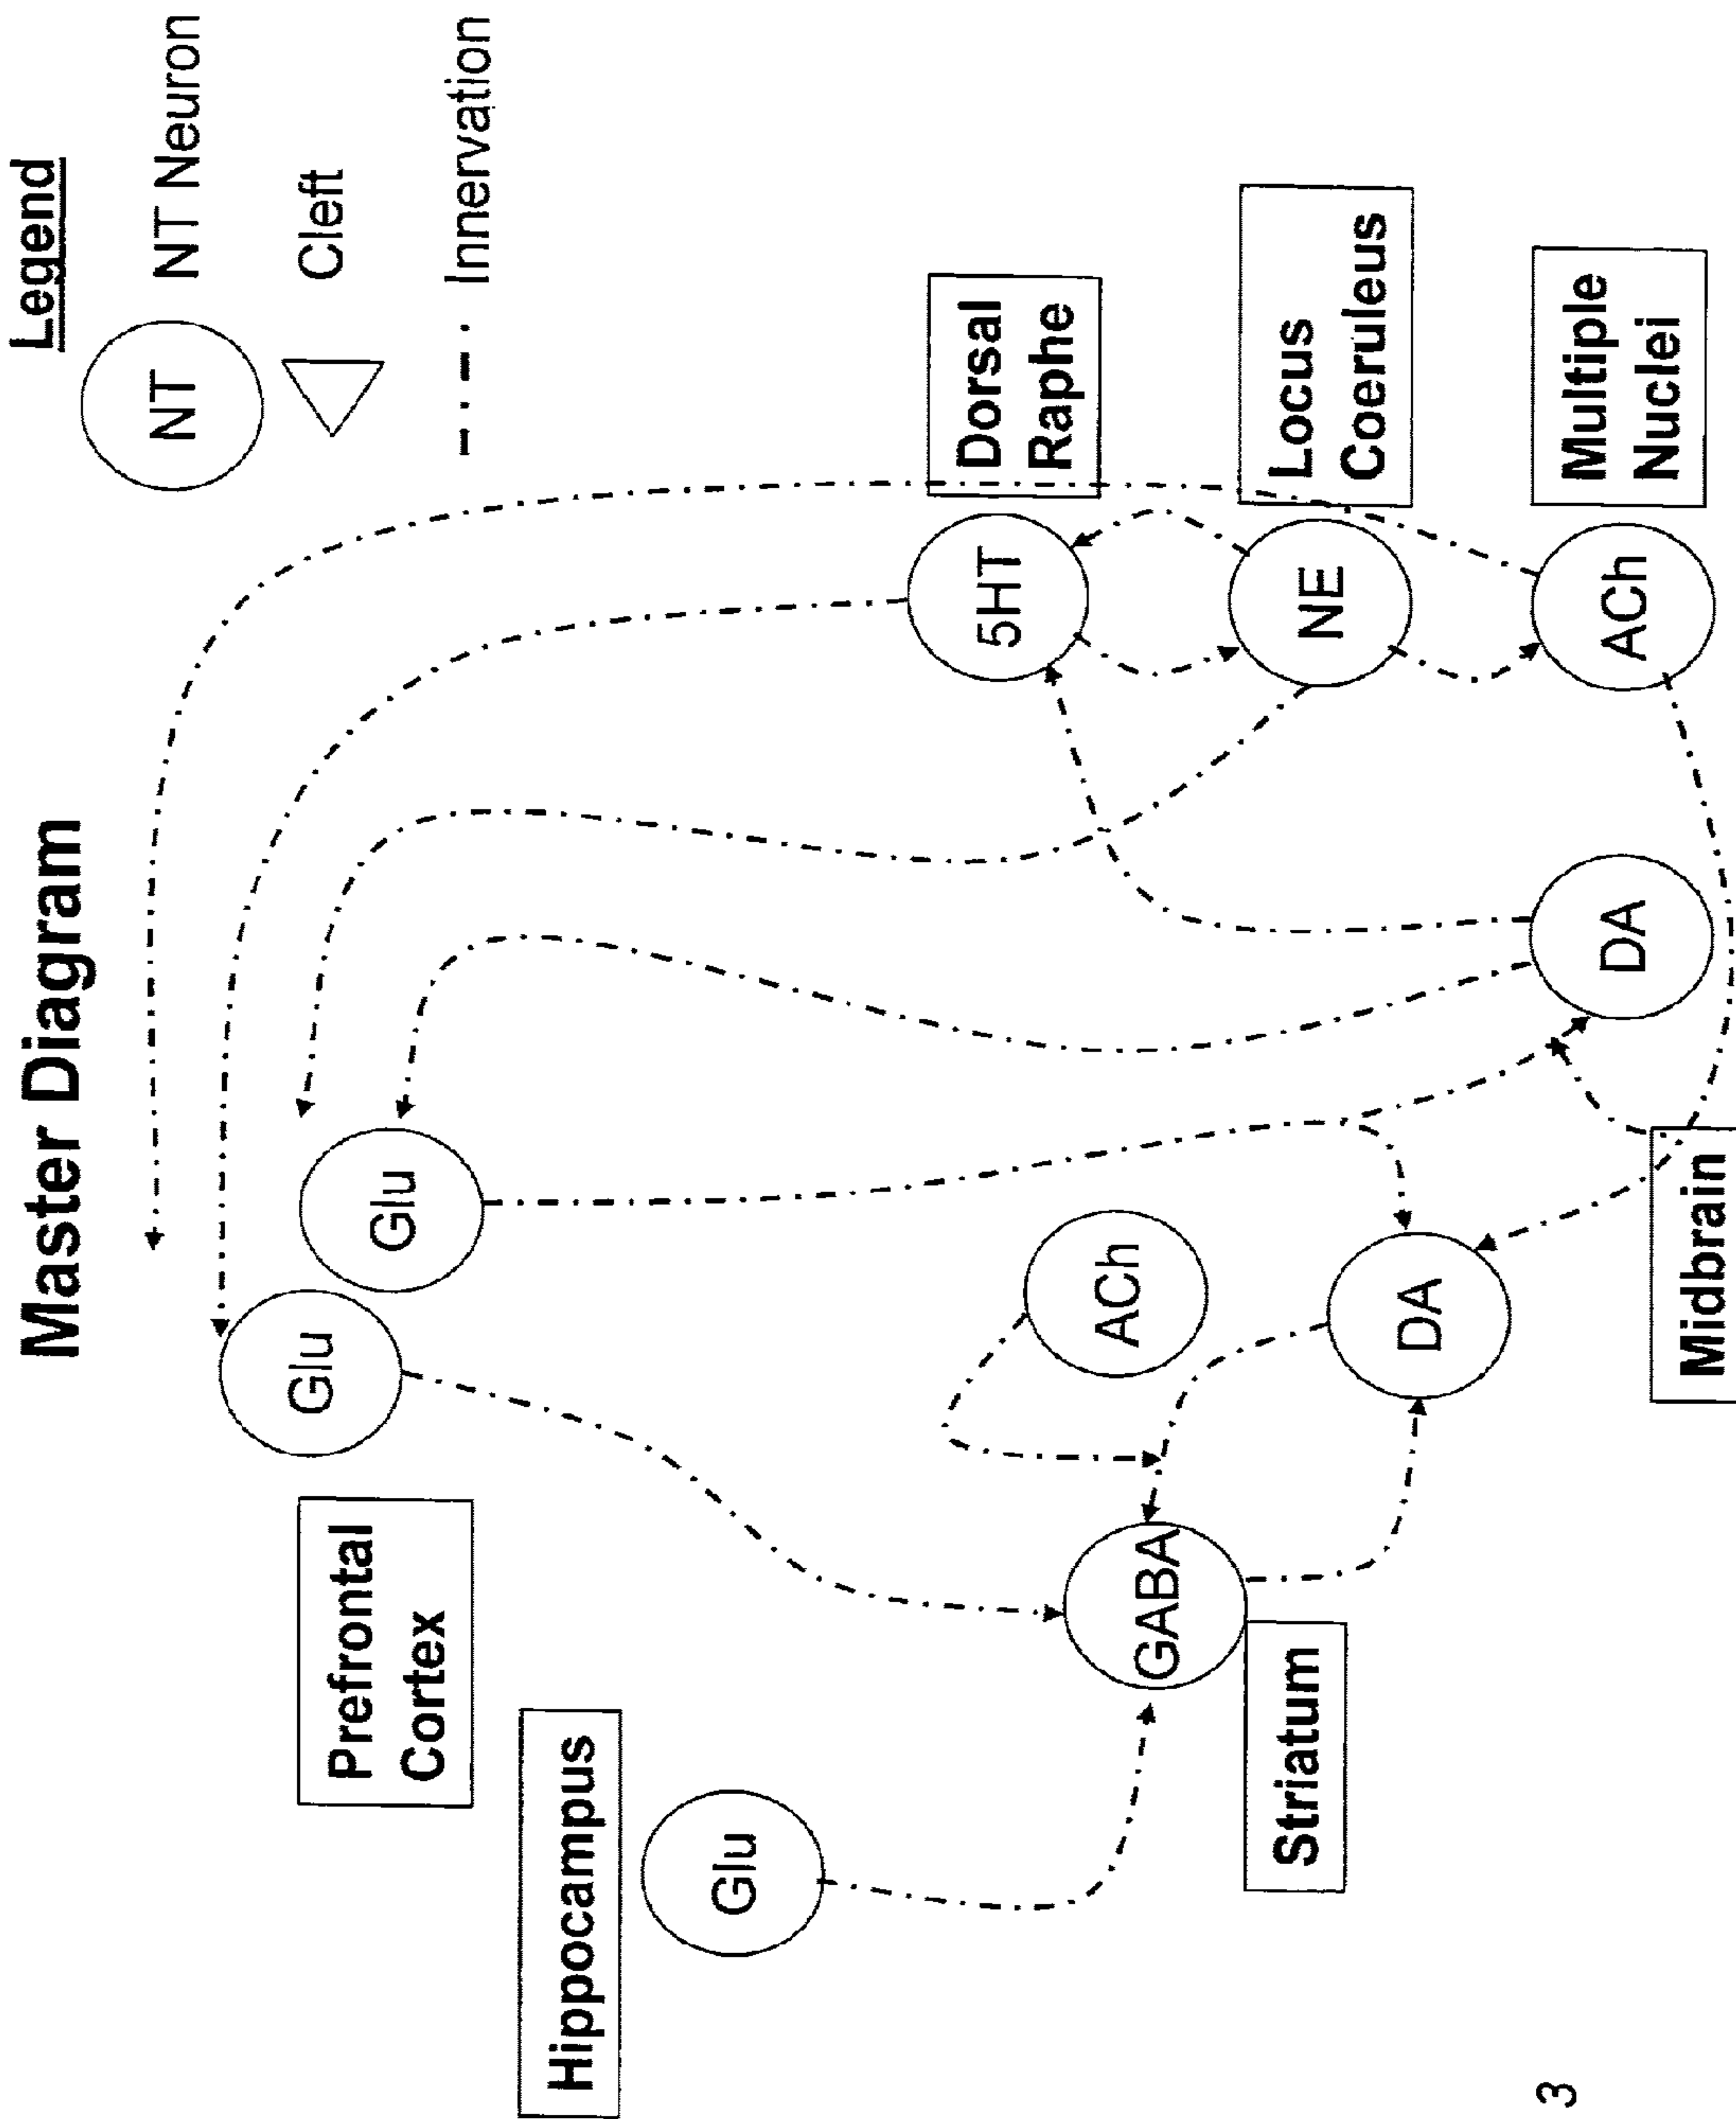 Master Diagram
Legend
NT
NT Neuron
Cleft
Innervation
Prefrontal
Cortex
Glu
Glu
Hippocampus
Glu
GABA
Striatum
ACh
DA
Midbrain
DA
5HT
Dorsal
Raphe
NE
Locus
Coeruleus
ACh
Multiple
Nuclei
3